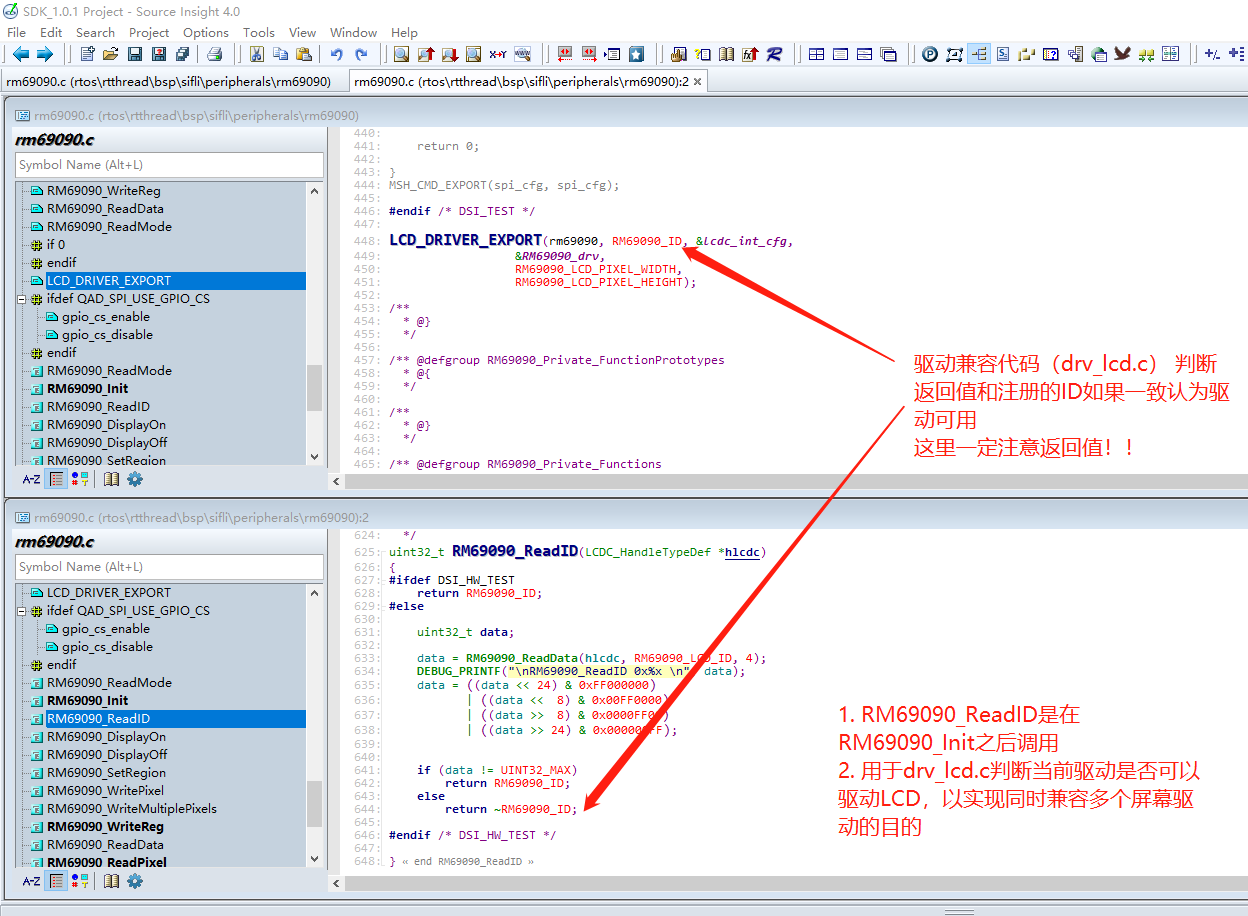 SDK_1.0.1 Project - Source Insight 4.0
File Edit Search Project Options Tools View Window Help
rm69090.c (rtos\rtthread\bsp\sifli\peripherals\rm69090)
rm69090.c (rtos\rtthread\bsp\sifli\peripherals\rm69090):2
rm69090.c (rtos\rtthread\bsp\sifli\peripherals\rm69090)
rm69090.c
Symbol Name (Alt+L)
RM69090_WriteReg
RM69090_ReadData
RM69090_ReadMode
if 0
endif
LCD_DRIVER_EXPORT
ifdef QAD_SPI_USE_GPIO_CS
gpio_cs_enable
gpio_cs_disable
endif
RM69090_ReadMode
RM69090_Init
RM69090_ReadID
RM69090_DisplayOn
RM69090_DisplayOff
RM69090_SetRegion
A-Z
440:
441: return 0;
442:
443: }
444: MSH_CMD_EXPORT(spi_cfg, spi_cfg);
445:
446: #endif /* DSI_TEST */
447:
448: LCD_DRIVER_EXPORT(rm69090, RM69090_ID, &lcdc_int_cfg,
449: &RM69090_drv,
450: RM69090_LCD_PIXEL_WIDTH,
451: RM69090_LCD_PIXEL_HEIGHT);
452:
453: /**
454: * @}
455: */
456:
457: /** @defgroup RM69090_Private_FunctionPrototypes
458: * @{
459: */
460:
461: /**
462: * @}
463: */
464:
465: /** @defgroup RM69090_Private_Functions
驱动兼容代码（drv_lcd.c） 判断
返回值和注册的ID如果一致认为驱
动可用
这里一定注意返回值！！
rm69090.c (rtos\rtthread\bsp\sifli\peripherals\rm69090):2
rm69090.c
Symbol Name (Alt+L)
LCD_DRIVER_EXPORT
ifdef QAD_SPI_USE_GPIO_CS
gpio_cs_enable
gpio_cs_disable
endif
RM69090_ReadMode
RM69090_Init
RM69090_ReadID
RM69090_DisplayOn
RM69090_DisplayOff
RM69090_SetRegion
RM69090_WritePixel
RM69090_WriteMultiplePixels
RM69090_WriteReg
RM69090_ReadData
RM69090_ReadPixel
A-Z
624: */
625: uint32_t RM69090_ReadID(LCDC_HandleTypeDef *hlcdc)
626: {
627: #ifdef DSI_HW_TEST
628: return RM69090_ID;
629: #else
630:
631: uint32_t data;
632:
633: data = RM69090_ReadData(hlcdc, RM69090_LCD_ID, 4);
634: DEBUG_PRINTF("\nRM69090_ReadID 0x%x \n", data);
635: data = ((data << 24) & 0xFF000000)
636: | ((data << 8) & 0x00FF0000)
637: | ((data >> 8) & 0x0000FF00)
638: | ((data >> 24) & 0x000000FF);
639:
640:
641: if (data != UINT32_MAX)
642: return RM69090_ID;
643: else
644: return ~RM69090_ID;
645:
646: #endif /* DSI_HW_TEST */
647:
648: } « end RM69090_ReadID »
1. RM69090_ReadID是在
RM69090_Init之后调用
2. 用于drv_lcd.c判断当前驱动是否可以
驱动LCD，以实现同时兼容多个屏幕驱
动的目的